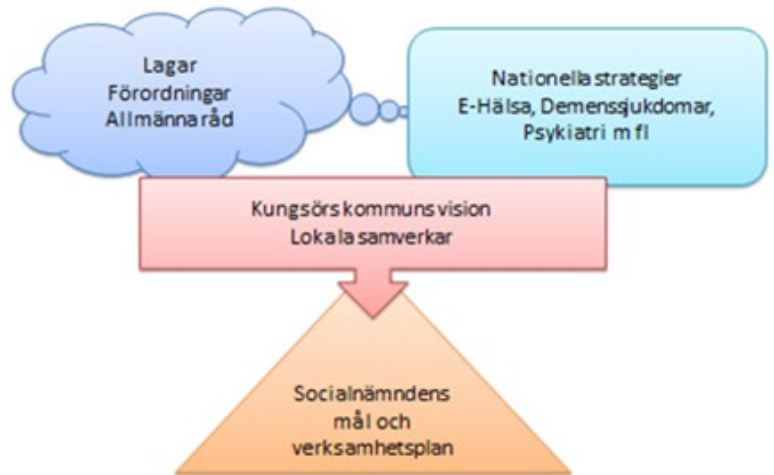 Lagar
Förordningar
Allmänna råd
Nationella strategier
E-Hälsa, Demenssjukdomar,
Psykiatri m fl
Kungsörs kommuns vision
Lokala samverkar
Socialnämndens
mål och
verksamhetsplan